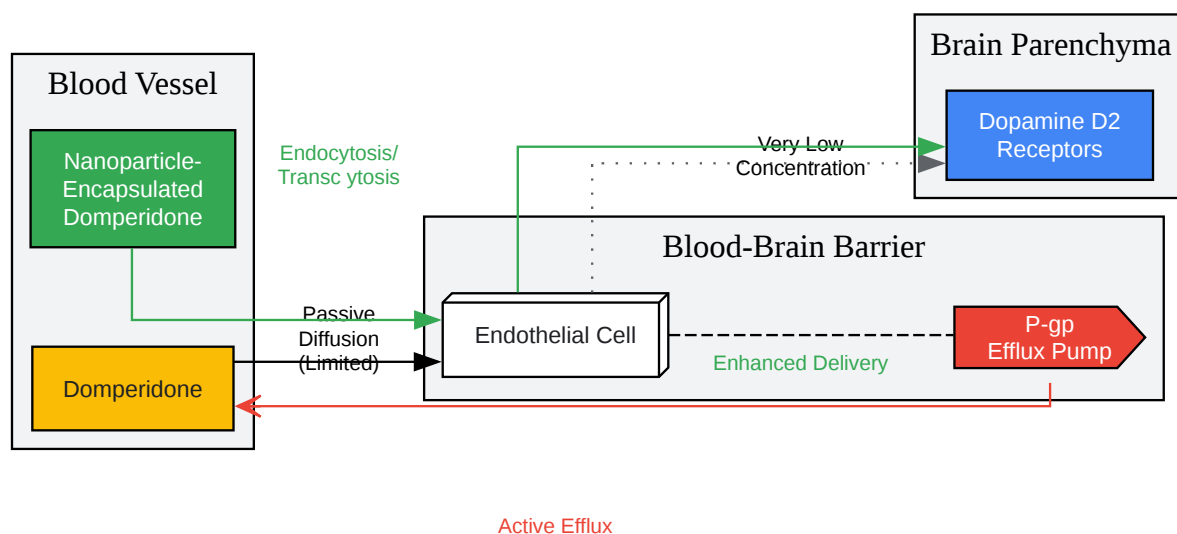 Blood Vessel
Nanoparticle-
Encapsulated
Domperidone
Domperidone
Endocytosis/
Transc ytosis
Passive
Diffusion
(Limited)
Brain Parenchyma
Dopamine D2
Receptors
Very Low
Concentration
Blood-Brain Barrier
Endothelial Cell
Enhanced Delivery
P-gp
Efflux Pump
Active Efflux